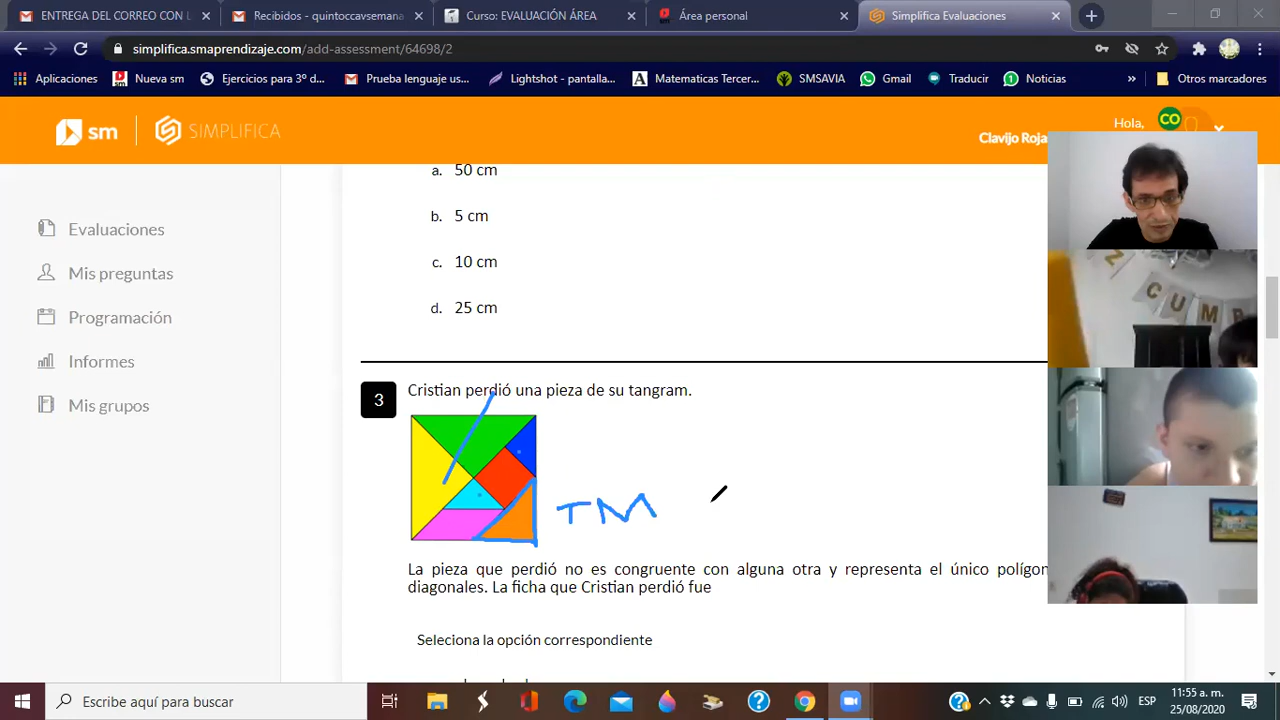 ENTREGA DEL CORREO CON L
Recibidos - quintoccavsemana
Curso: EVALUACIÓN ÁREA
Área personal
Simplifica Evaluaciones
simplifica.smaprendizaje.com/add-assessment/64698/2
Aplicaciones
Nueva sm
Ejercicios para 3º d...
Prueba lenguaje us...
Lightshot - pantalla...
A Matematicas Tercer...
SMSAVIA
Gmail
Traducir
Noticias
»
Otros marcadores
sm SIMPLIFICA
Hola,
CO
Clavijo Roja
Evaluaciones
Mis preguntas
Programación
Informes
Mis grupos
a. 50 cm
b. 5 cm
c. 10 cm
d. 25 cm
3 Cristian perdió una pieza de su tangram.
TM
La pieza que perdió no es congruente con alguna otra y representa el único polígon
diagonales. La ficha que Cristian perdió fue
Selecciona la opción correspondiente
CUM
Escribe aquí para buscar
ESP
11:55 a. m.
25/08/2020